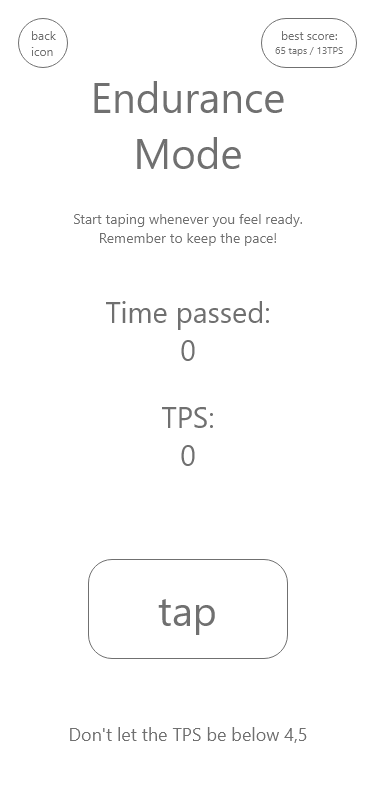 back
icon
best score:
65 taps / 13TPS
Endurance
Mode
Start taping whenever you feel ready.
Remember to keep the pace!
Time passed:
0
TPS:
0
tap
Don't let the TPS be below 4,5